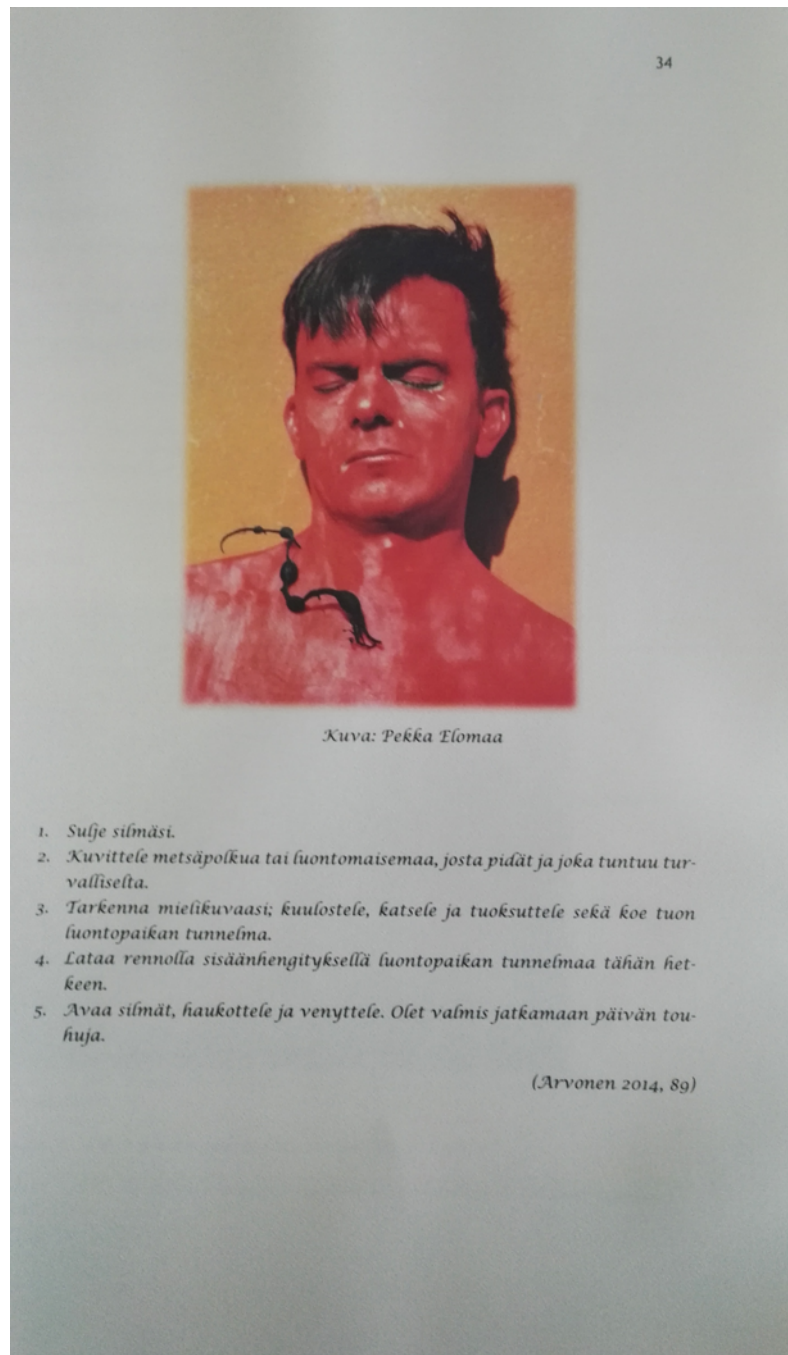 34
Kuva: Pekka Elomaa
1. Sulje silmäsi.
2. Kuvittele metsäpolkua tai luontomaisemaa, josta pidät ja joka tuntuu tur-
valliselta.
3. Tarkenna mielikuvaasi; kuulostele, katsele ja tuoksuttele sekä koe tuon
luontopaikan tunnelma.
4. Lataa rennolla sisäänhengityksellä luontopaikan tunnelmaa tähän het-
keen.
5. Avaa silmät, haukottele ja venyttele. Olet valmis jatkamaan päivän tou-
huja.
(Arvonen 2014, 89)